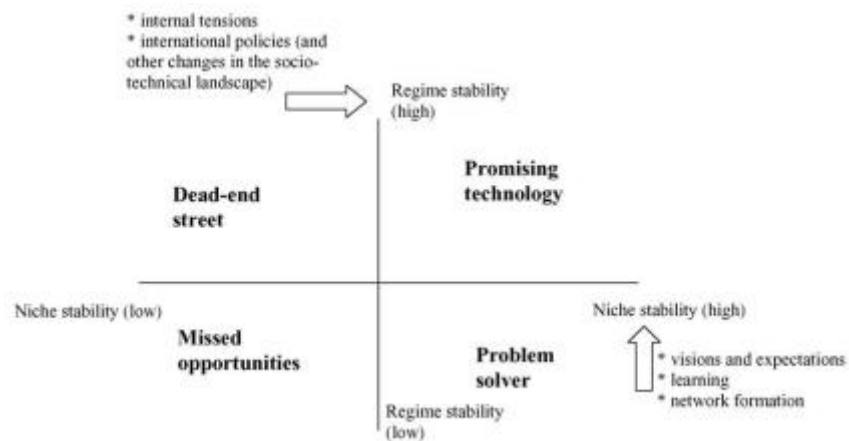 * internal tensions
* international policies (and
other changes in the socio-
technical landscape)
Regime stability
(high)
Promising
technology
Dead-end
street
Niche stability (low)
Niche stability (high)
Missed
opportunities
Problem
solver
* visions and expectations
* learning
* network formation
Regime stability
(low)